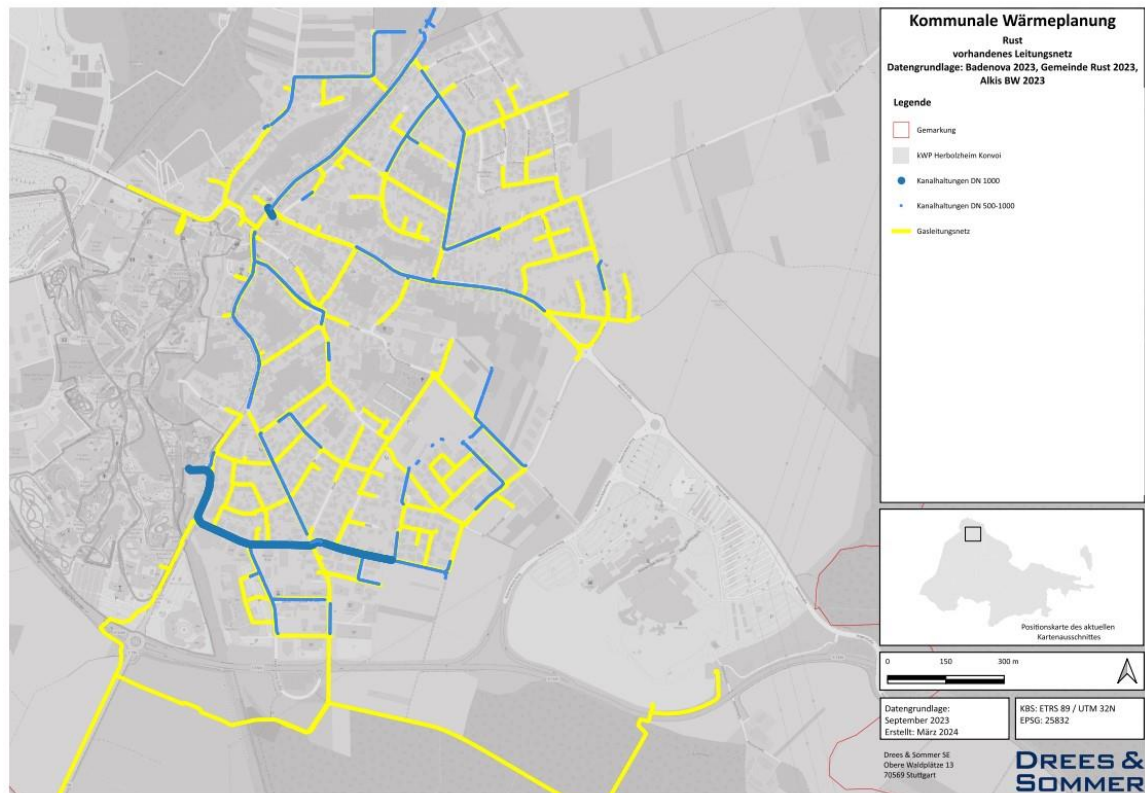 Kommunale Wärmeplanung
Rust
vorhandenes Leitungsnetz
Datengrundlage: Badenova 2023, Gemeinde Rust 2023,
Alkis BW 2023
Legende
Gemarkung
kWP Herbolzheim Konvoi
Kanalhaltungen DN 1000
Kanalhaltungen DN 500-1000
Gasleitungsnetz
Positionskarte des aktuellen
Kartenausschnittes
0 150 300 m
Datengrundlage:
September 2023
Erstellt: März 2024
KBS: ETRS 89 / UTM 32N
EPSG: 25832
Drees & Sommer SE
Obere Waldplätze 13
70569 Stuttgart
DREES &
SOMMER